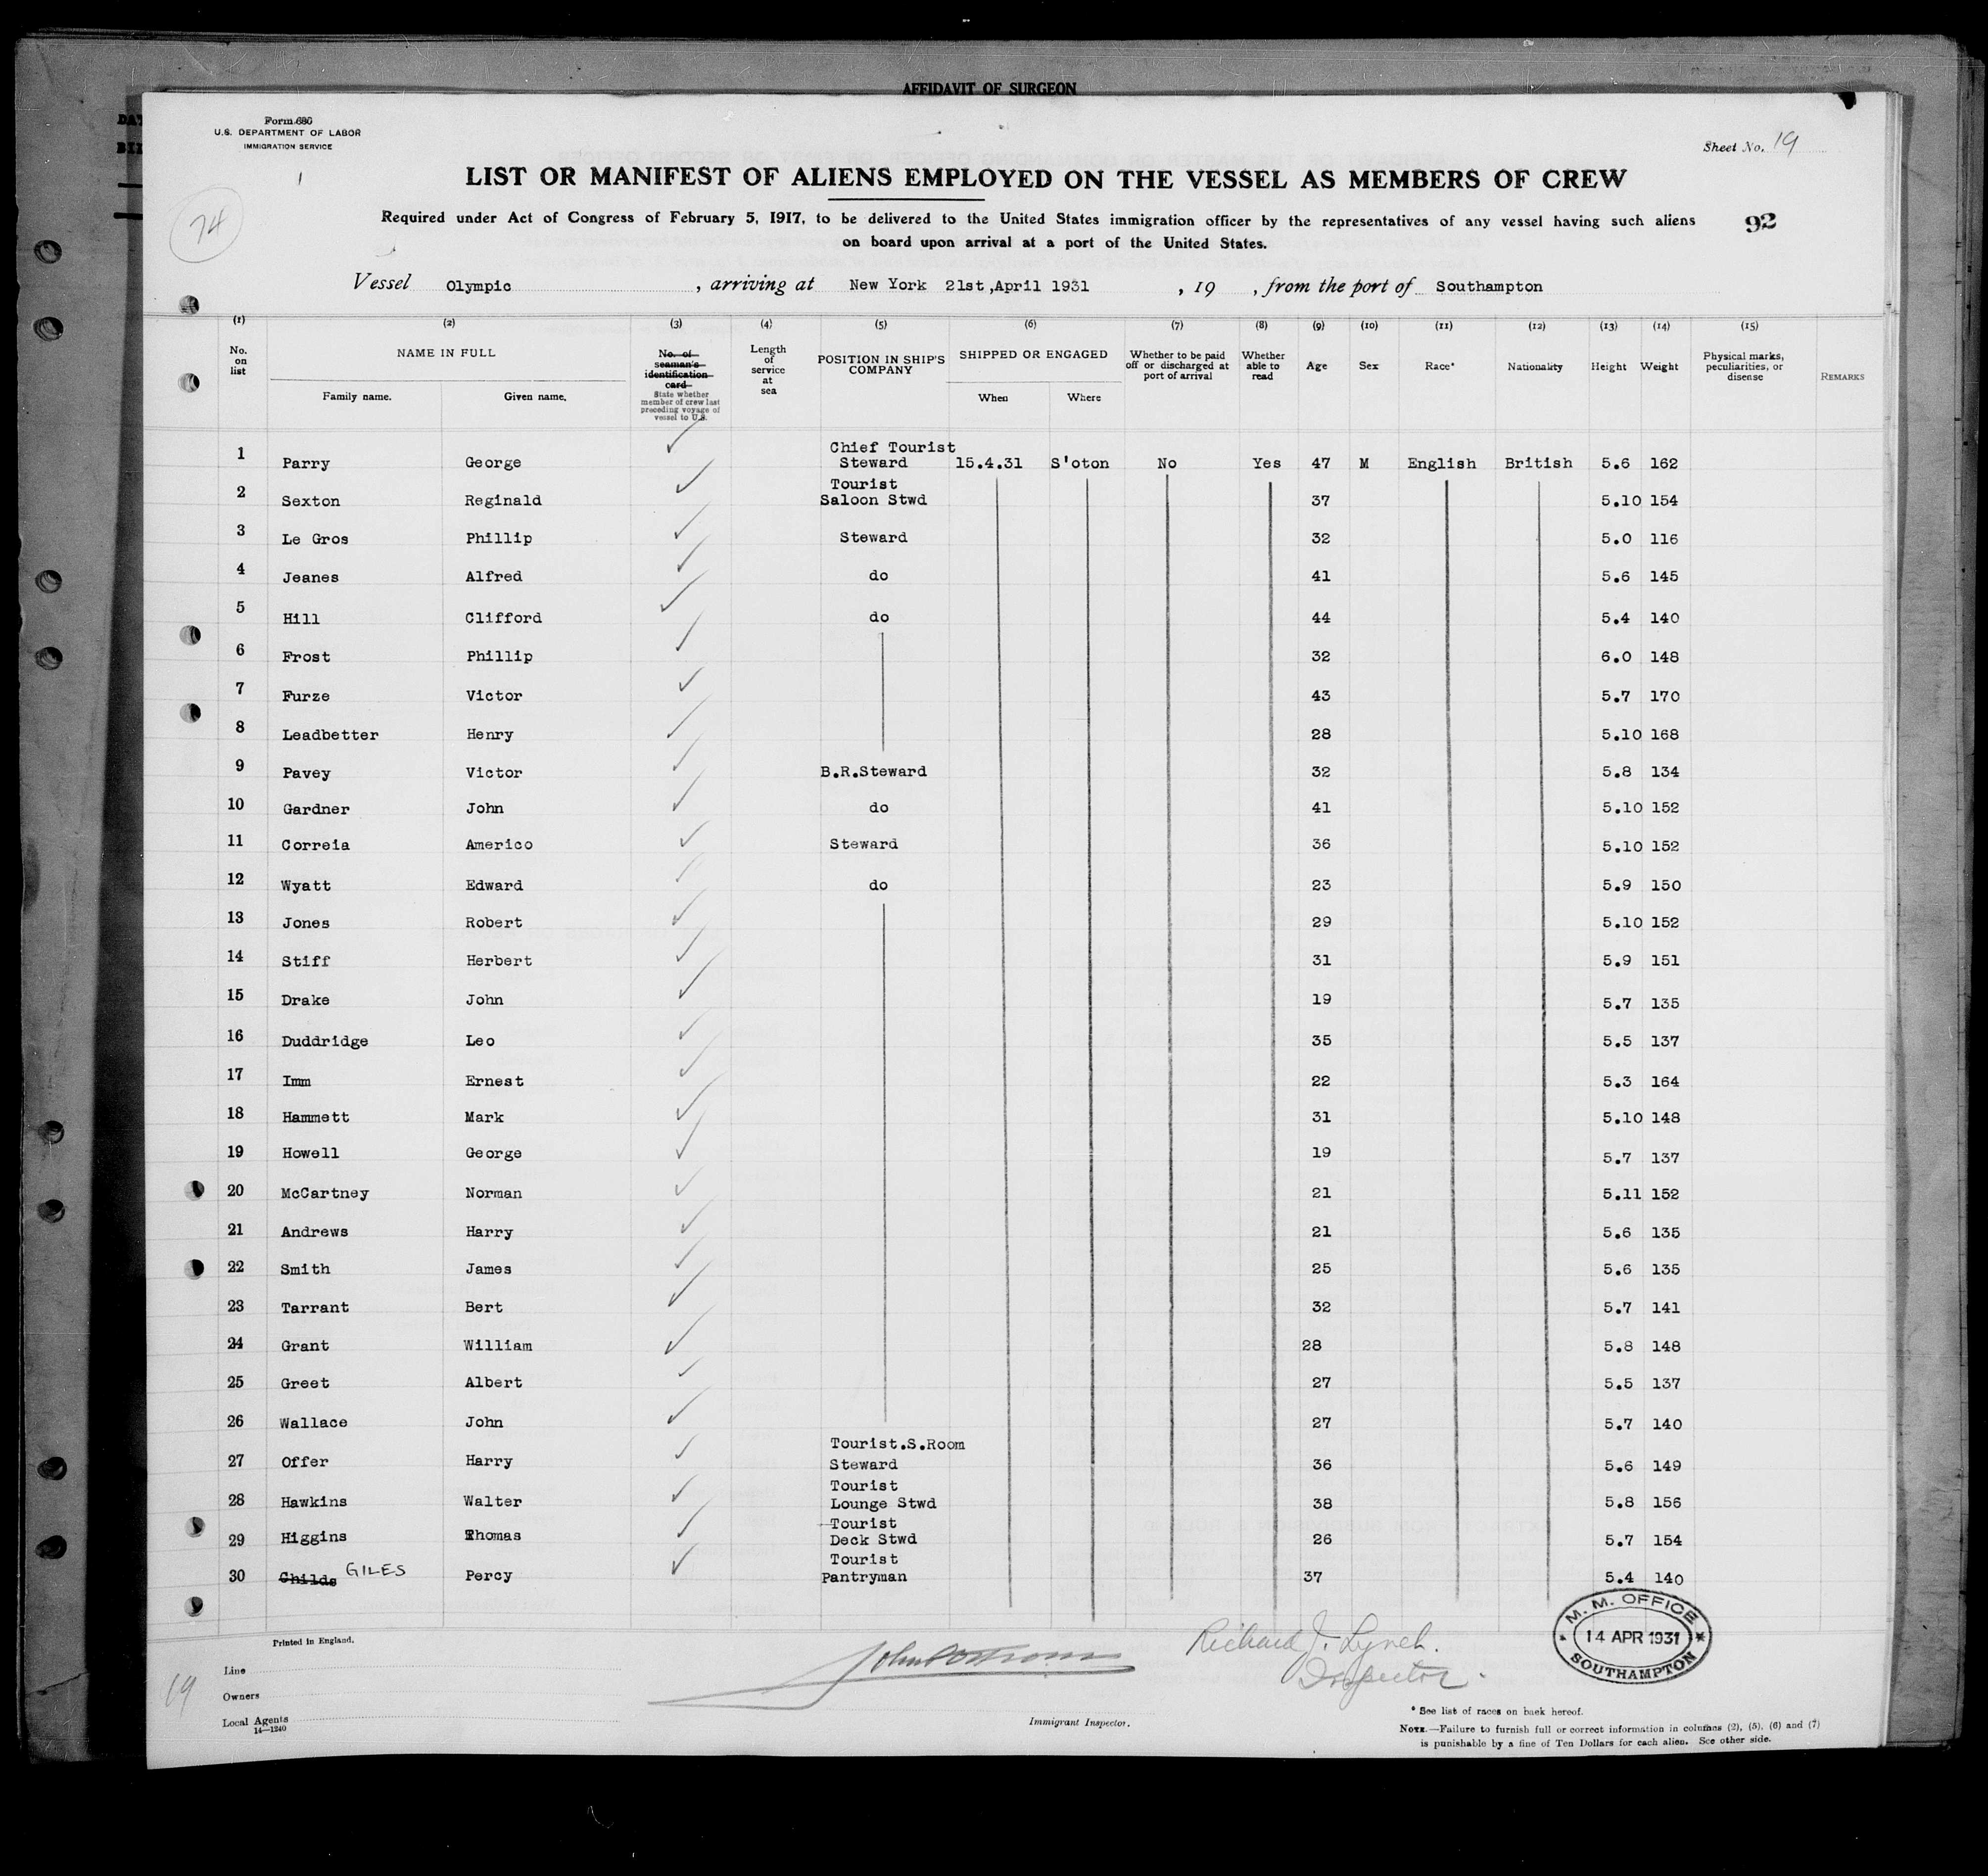 AFFIDAVIT OF SURGEON
Form 680
U.S. DEPARTMENT OF LABOR
IMMIGRATION SERVICE
Sheet No. 19
74
LIST OR MANIFEST OF ALIENS EMPLOYED ON THE VESSEL AS MEMBERS OF CREW
Required under Act of Congress of February 5, 1917, to be delivered to the United States immigration officer by the representatives of any vessel having such aliens
on board upon arrival at a port of the United States.
92
Vessel Olympic , arriving at New York 21st,April 1931 , 19 , from the port of Southampton
(1) (2) (3) (4) (5) (6) (7) (8) (9) (10) (11) (12) (13) (14) (15)
No. on list
NAME IN FULL
Family name. Given name.
No. of seaman's identification card
State whether member of crew last preceding voyage of vessel to U.S.
Length of service at sea
POSITION IN SHIP'S COMPANY
SHIPPED OR ENGAGED
When Where
Whether to be paid off or discharged at port of arrival
Whether able to read
Age Sex Race* Nationality Height Weight
Physical marks, peculiarities, or disease
REMARKS
1 Parry George Chief Tourist Steward 15.4.31 S'oton No Yes 47 M English British 5.6 162
2 Sexton Reginald Tourist Saloon Stwd 37 5.10 154
3 Le Gros Phillip Steward 32 5.0 116
4 Jeanes Alfred do 41 5.6 145
5 Hill Clifford do 44 5.4 140
6 Frost Phillip 32 6.0 148
7 Furze Victor 43 5.7 170
8 Leadbetter Henry 28 5.10 168
9 Pavey Victor B.R.Steward 32 5.8 134
10 Gardner John do 41 5.10 152
11 Correia Americo Steward 36 5.10 152
12 Wyatt Edward do 23 5.9 150
13 Jones Robert 29 5.10 152
14 Stiff Herbert 31 5.9 151
15 Drake John 19 5.7 135
16 Duddridge Leo 35 5.5 137
17 Imm Ernest 22 5.3 164
18 Hammett Mark 31 5.10 148
19 Howell George 19 5.7 137
20 McCartney Norman 21 5.11 152
21 Andrews Harry 21 5.6 135
22 Smith James 25 5.6 135
23 Tarrant Bert 32 5.7 141
24 Grant William 28 5.8 148
25 Greet Albert 27 5.5 137
26 Wallace John 27 5.7 140
27 Offer Harry Tourist.S.Room Steward 36 5.6 149
28 Hawkins Walter Tourist Lounge Stwd 38 5.8 156
29 Higgins Thomas Tourist Deck Stwd 26 5.7 154
30 Childs GILES Percy Tourist Pantryman 37 5.4 140
Printed in England.
Richard J. Lynch.
Inspector.
M. M. OFFICE
14 APR 1931
SOUTHAMPTON
19
Line
Owners
Local Agents
14—1240
Immigrant Inspector.
* See list of races on back hereof.
NOTE.—Failure to furnish full or correct information in columns (2), (5), (6) and (7)
is punishable by a fine of Ten Dollars for each alien. See other side.